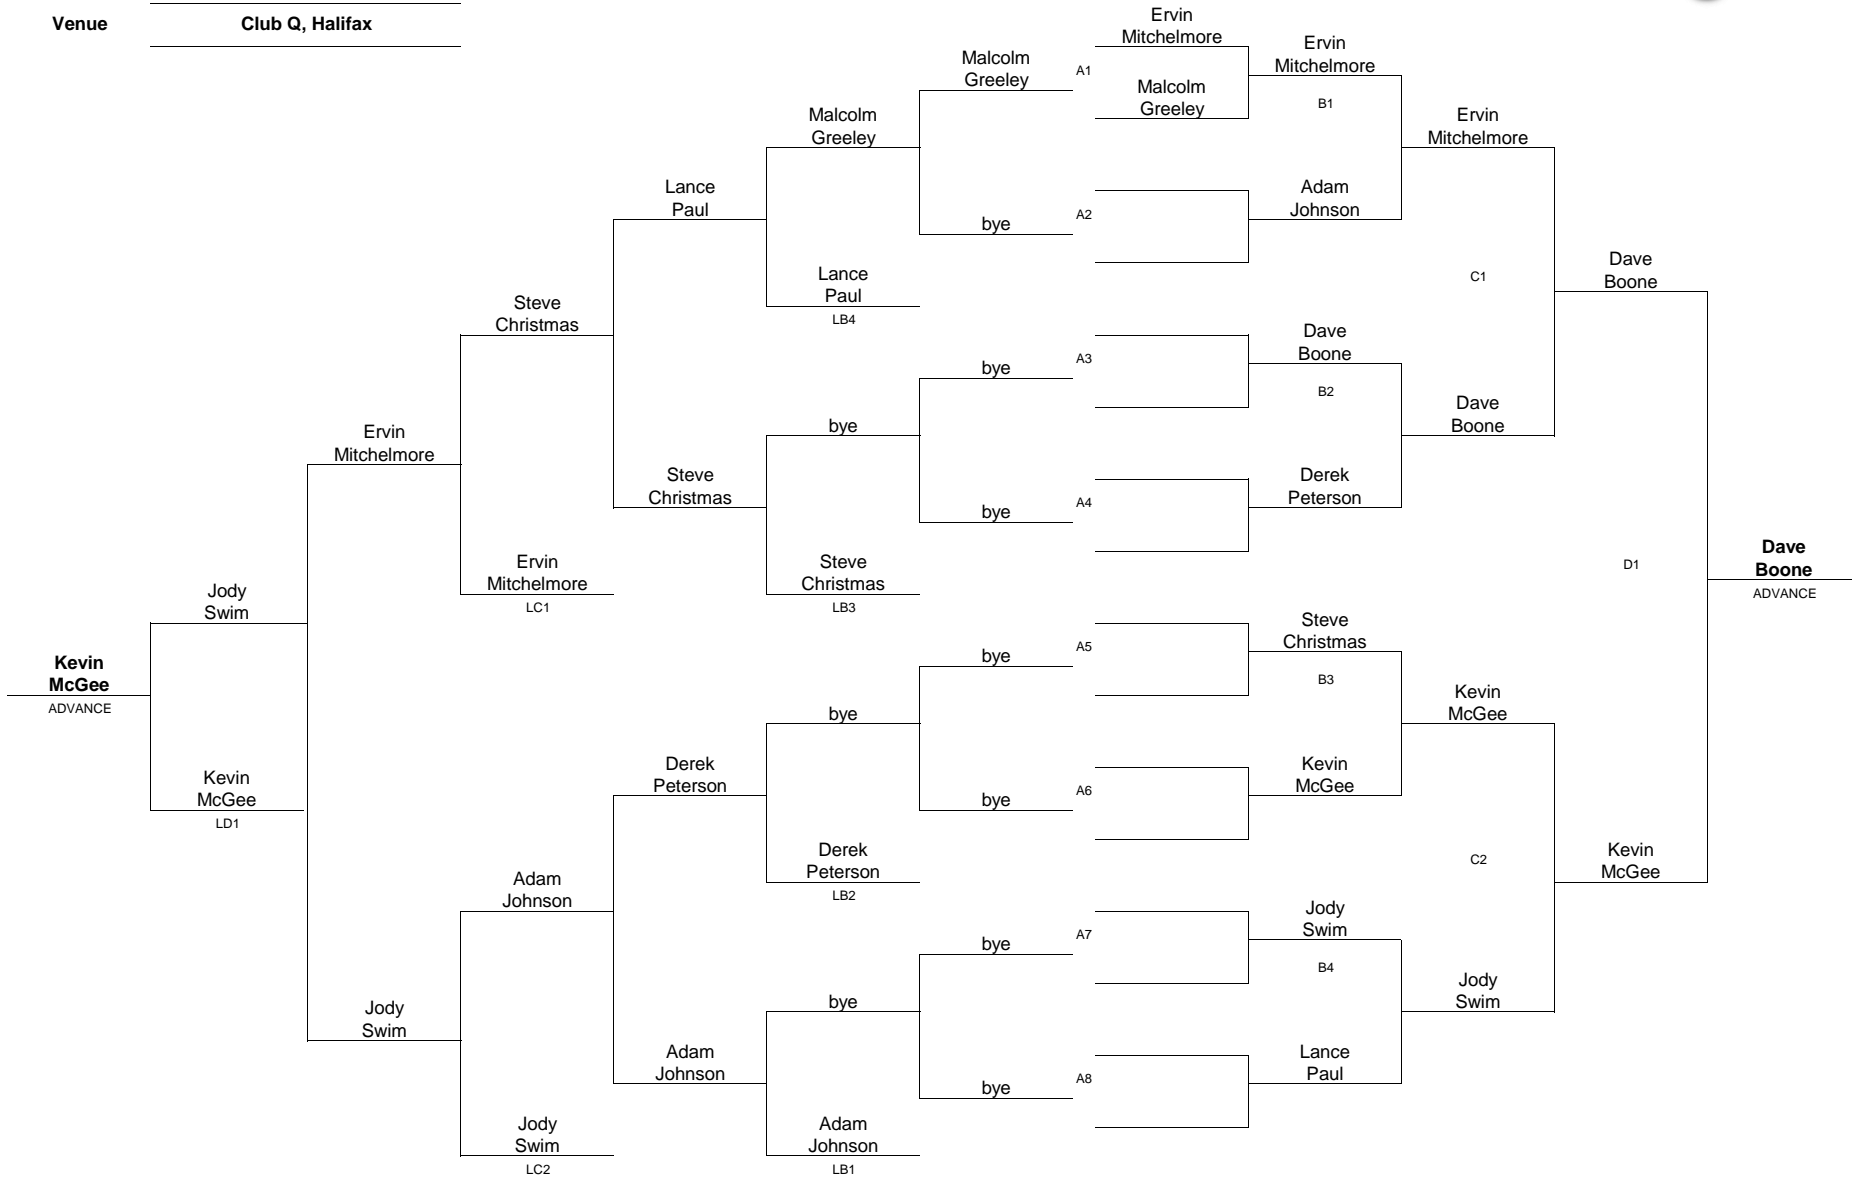 Venue
Club Q, Halifax
Ervin
Mitchelmore
Ervin
Mitchelmore
Malcolm
Greeley
A1
Malcolm
Greeley
B1
Malcolm
Greeley
Ervin
Mitchelmore
Lance
Paul
Adam
Johnson
bye
A2
Lance
Paul
LB4
C1
Dave
Boone
Steve
Christmas
Dave
Boone
bye
A3
B2
bye
Dave
Boone
Ervin
Mitchelmore
Steve
Christmas
Derek
Peterson
bye
A4
Ervin
Mitchelmore
LC1
Steve
Christmas
LB3
D1
Dave
Boone
ADVANCE
Jody
Swim
Steve
Christmas
bye
A5
B3
Kevin
McGee
ADVANCE
bye
Kevin
McGee
Kevin
McGee
LD1
Derek
Peterson
bye
A6
Kevin
McGee
Derek
Peterson
LB2
C2
Kevin
McGee
Adam
Johnson
Jody
Swim
bye
A7
B4
Jody
Swim
bye
Jody
Swim
Adam
Johnson
bye
A8
Lance
Paul
Jody
Swim
LC2
Adam
Johnson
LB1